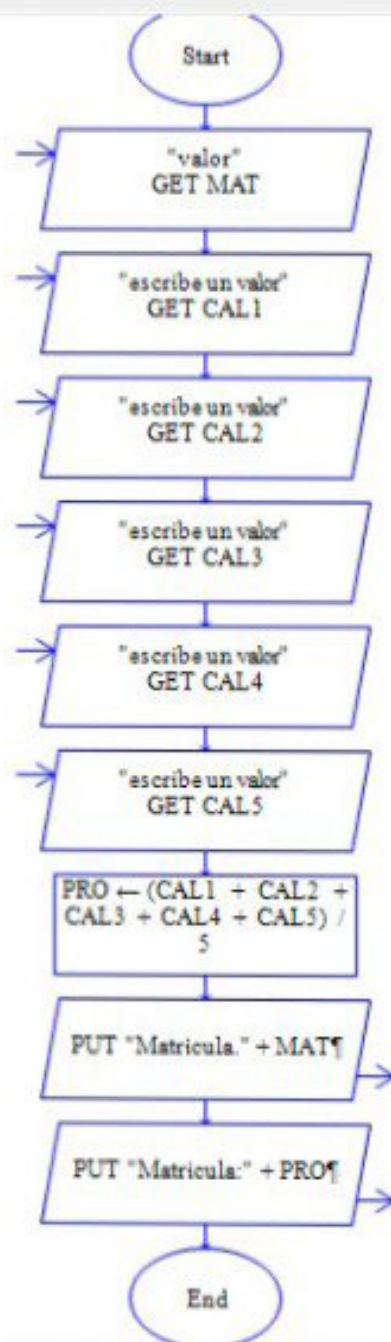 Start
"valor"
GET MAT
"escribe un valor"
GET CAL1
"escribe un valor"
GET CAL2
"escribe un valor"
GET CAL3
"escribe un valor"
GET CAL4
"escribe un valor"
GET CAL5
PRO ← (CAL1 + CAL2 +
CAL3 + CAL4 + CAL5) /
5
PUT "Matricula." + MAT¶
PUT "Matricula:" + PRO¶
End